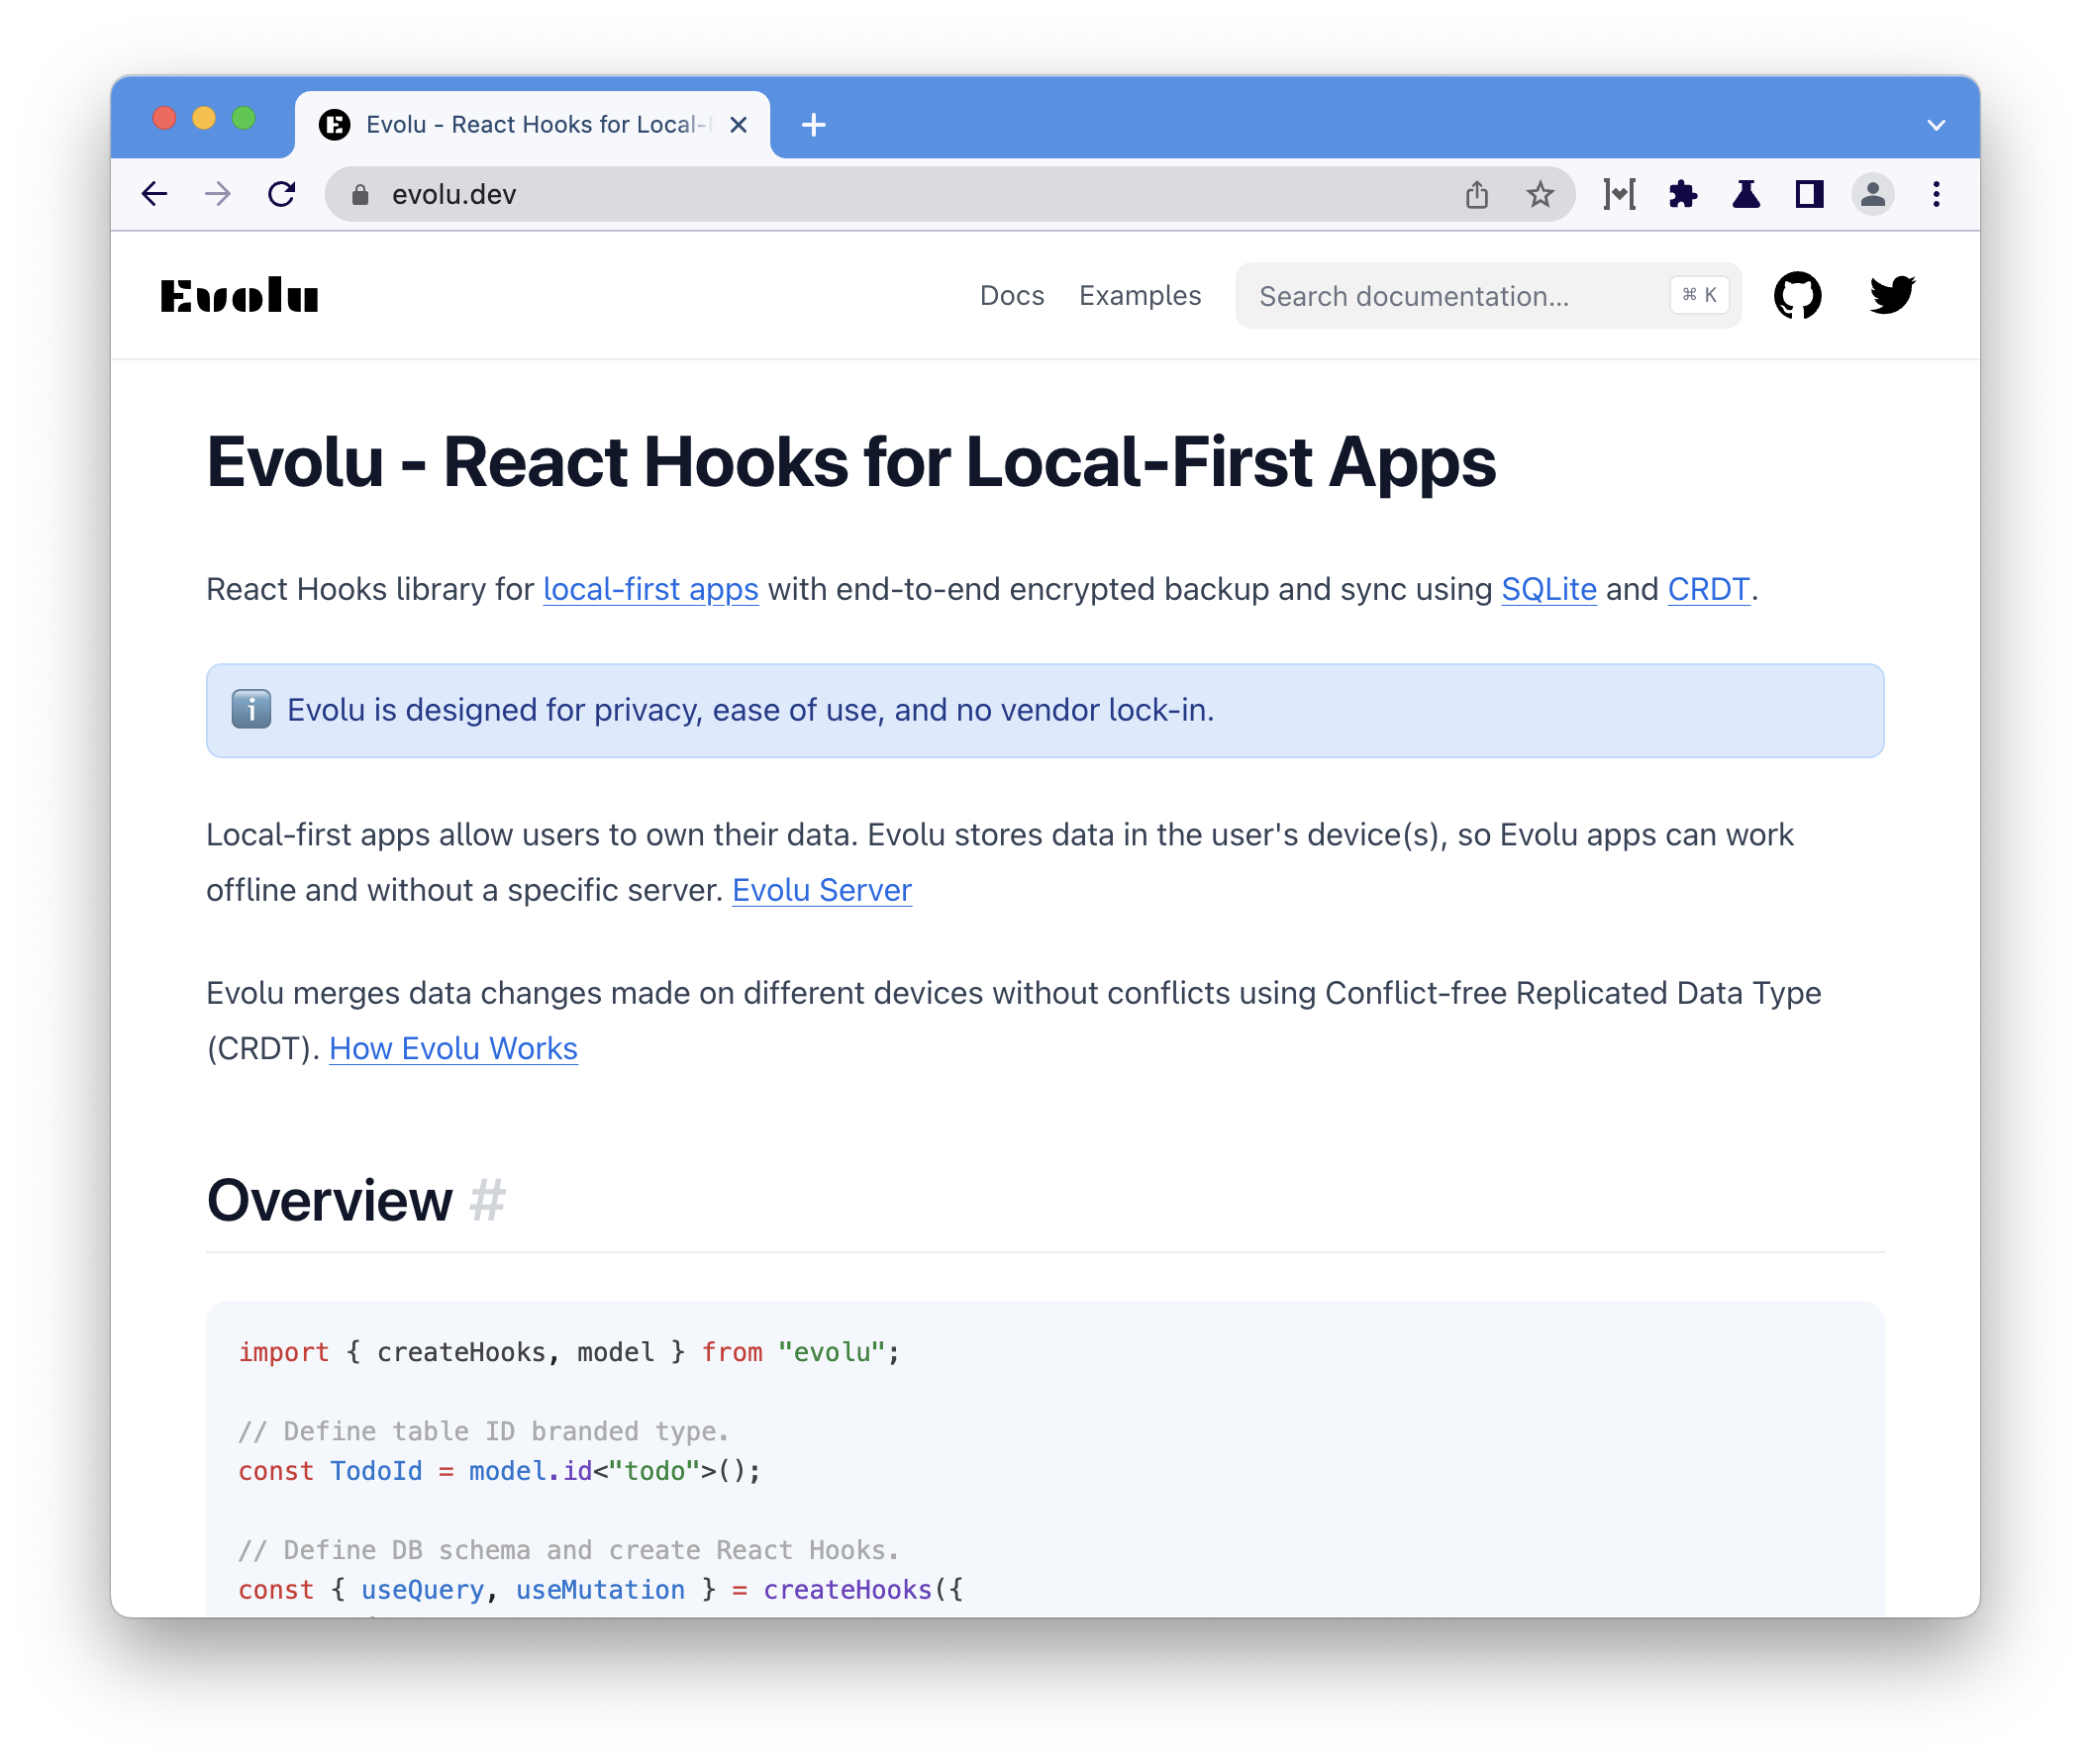 Evolu - React Hooks for Local-
evolu.dev
Evolu
Docs
Examples
Search documentation...
⌘ K
Evolu - React Hooks for Local-First Apps
React Hooks library for local-first apps with end-to-end encrypted backup and sync using SQLite and CRDT.
Evolu is designed for privacy, ease of use, and no vendor lock-in.
Local-first apps allow users to own their data. Evolu stores data in the user's device(s), so Evolu apps can work
offline and without a specific server. Evolu Server
Evolu merges data changes made on different devices without conflicts using Conflict-free Replicated Data Type
(CRDT). How Evolu Works
Overview #
import { createHooks, model } from "evolu";
// Define table ID branded type.
const TodoId = model.id<"todo">();
// Define DB schema and create React Hooks.
const { useQuery, useMutation } = createHooks({